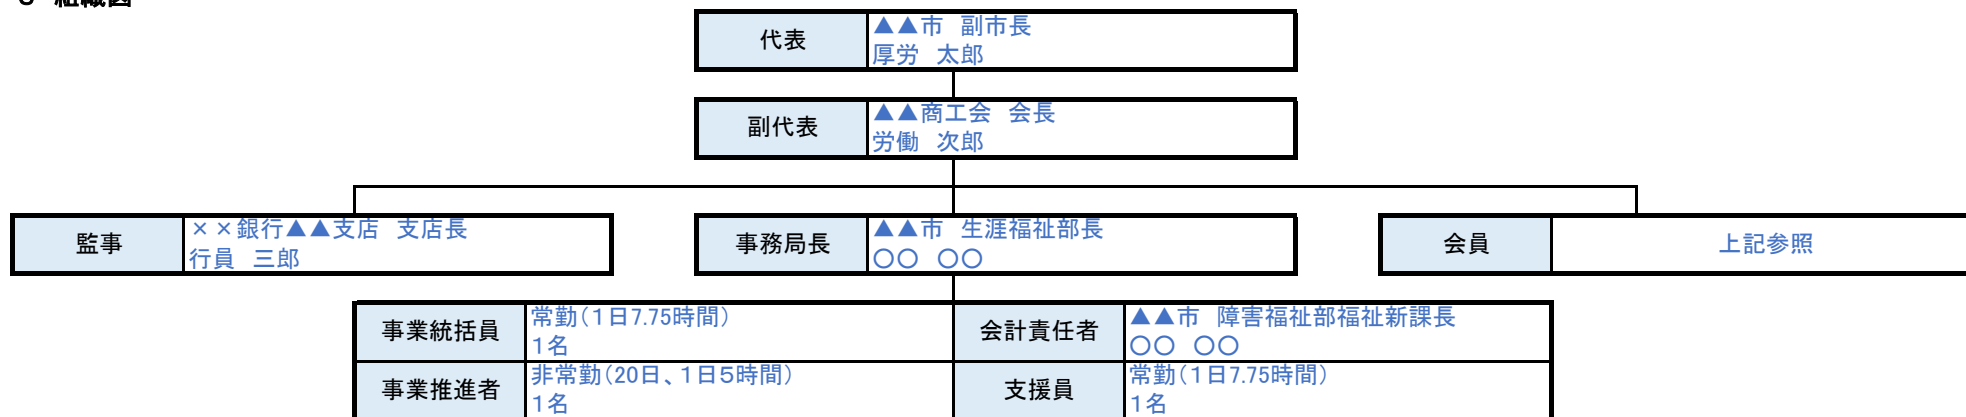 組織図
代表
▲▲市　副市長
厚労　太郎
副代表
▲▲商工会　会長
労働　次郎
監事
××銀行▲▲支店　支店長
行員　三郎
事務局長
▲▲市　生涯福祉部長
〇〇　〇〇
会員
上記参照
事業統括員
常勤（１日7.75時間）
１名
会計責任者
▲▲市　障害福祉部福祉新課長
〇〇　〇〇
事業推進者
非常勤（20日、１日５時間）
１名
支援員
常勤（１日7.75時間）
１名